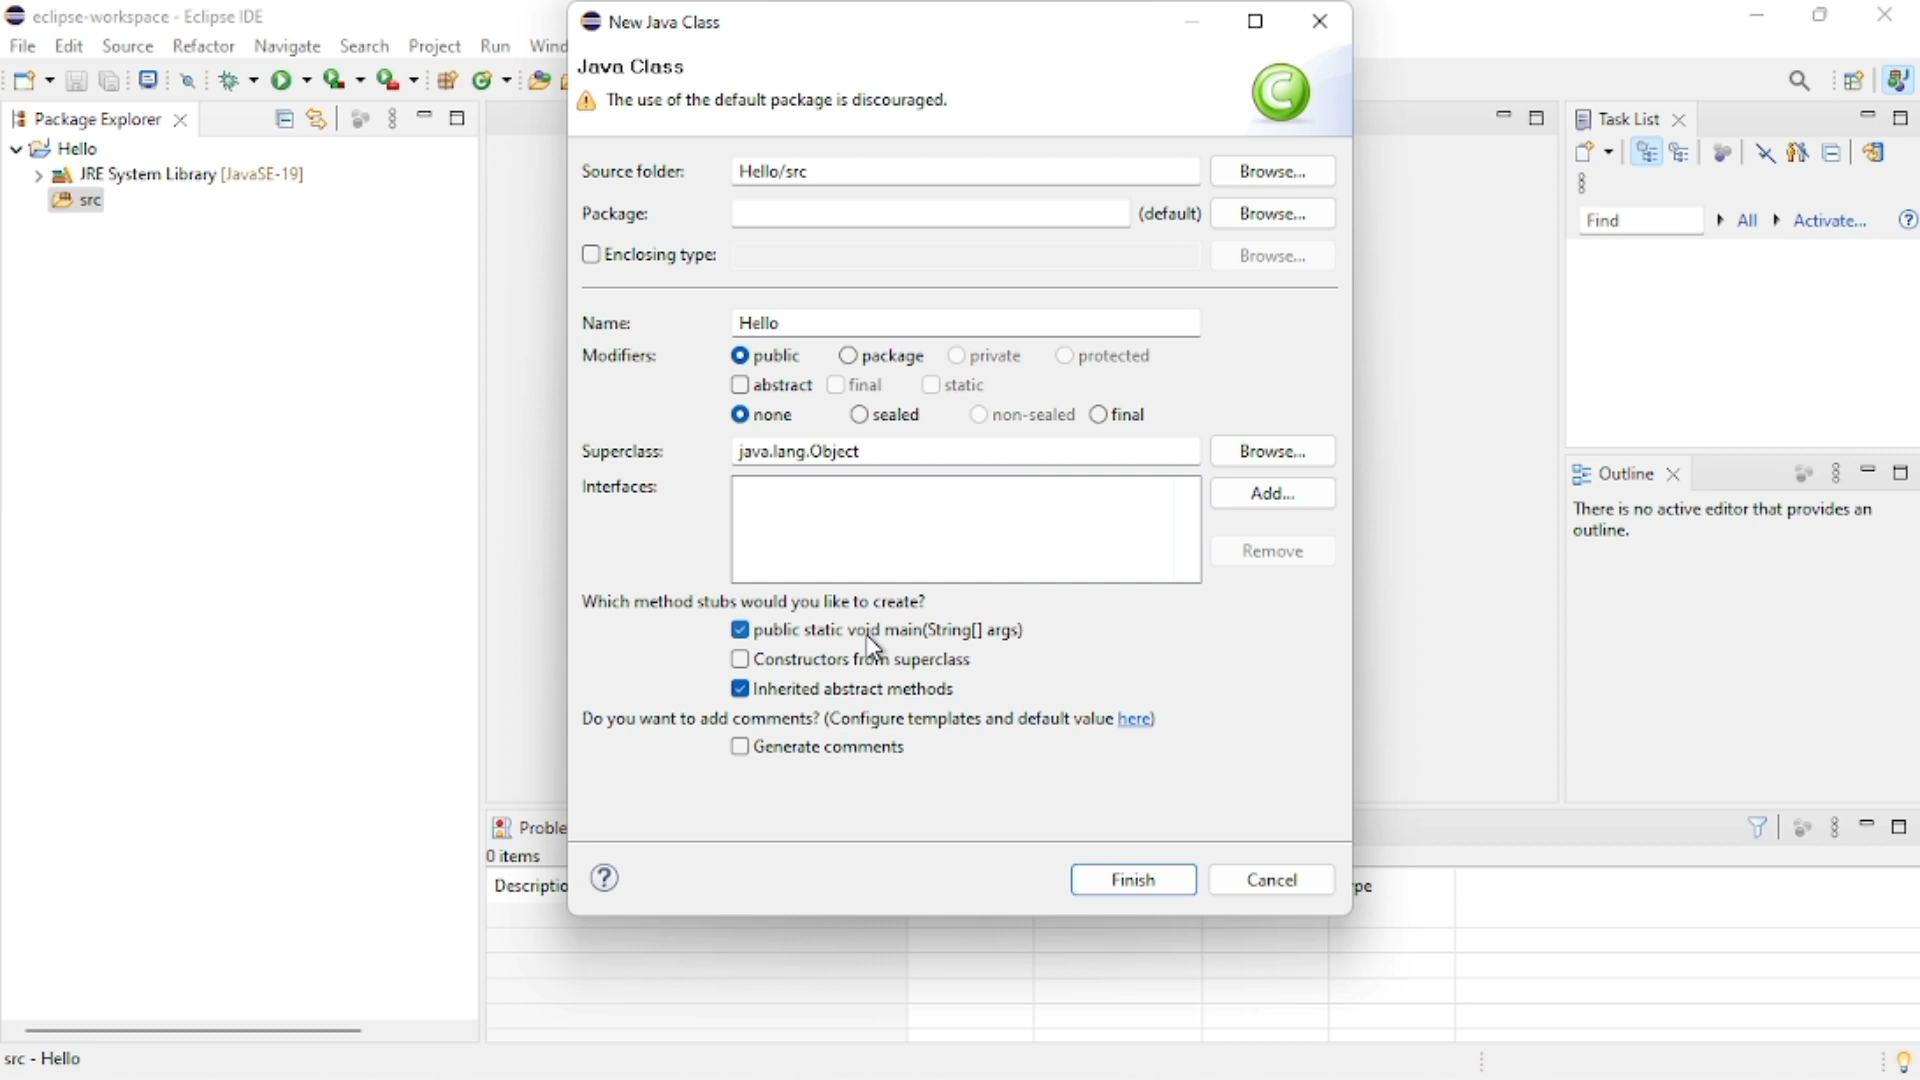 eclipse-workspace - Eclipse IDE
File Edit Source Refactor Navigate Search Project Run Wind
Package Explorer
Hello
JRE System Library [JavaSE-19]
src
New Java Class
Java Class
The use of the default package is discouraged.
Source folder: Hello/src Browse...
Package: (default) Browse...
Enclosing type: Browse...
Name: Hello
Modifiers: public package private protected
abstract final static
none sealed non-sealed final
Superclass: java.lang.Object Browse...
Interfaces: Add...
Remove
Which method stubs would you like to create?
public static void main(String[] args)
Constructors from superclass
Inherited abstract methods
Do you want to add comments? (Configure templates and default value here)
Generate comments
Finish Cancel
Task List
Find All Activate...
Outline
There is no active editor that provides an
outline.
Proble
0 items
Descriptio
pe
src - Hello